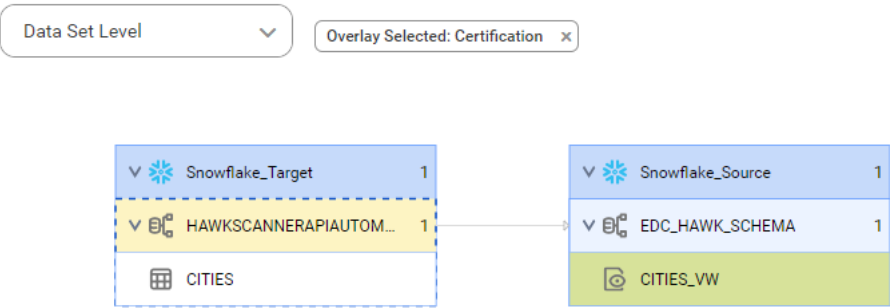 Data Set Level
Overlay Selected: Certification ×
Snowflake_Target 1
HAWKSCANNERAPIAUTOM... 1
CITIES
Snowflake_Source 1
EDC_HAWK_SCHEMA 1
CITIES_VW